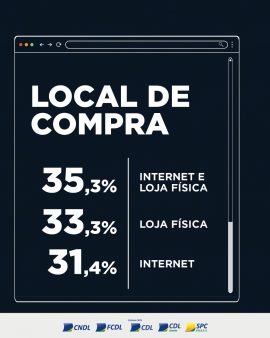 LOCAL DE
COMPRA
35,3% INTERNET E
LOJA FÍSICA
33,3% LOJA FÍSICA
31,4% INTERNET
CNDL FCDL CDL CDL SPC